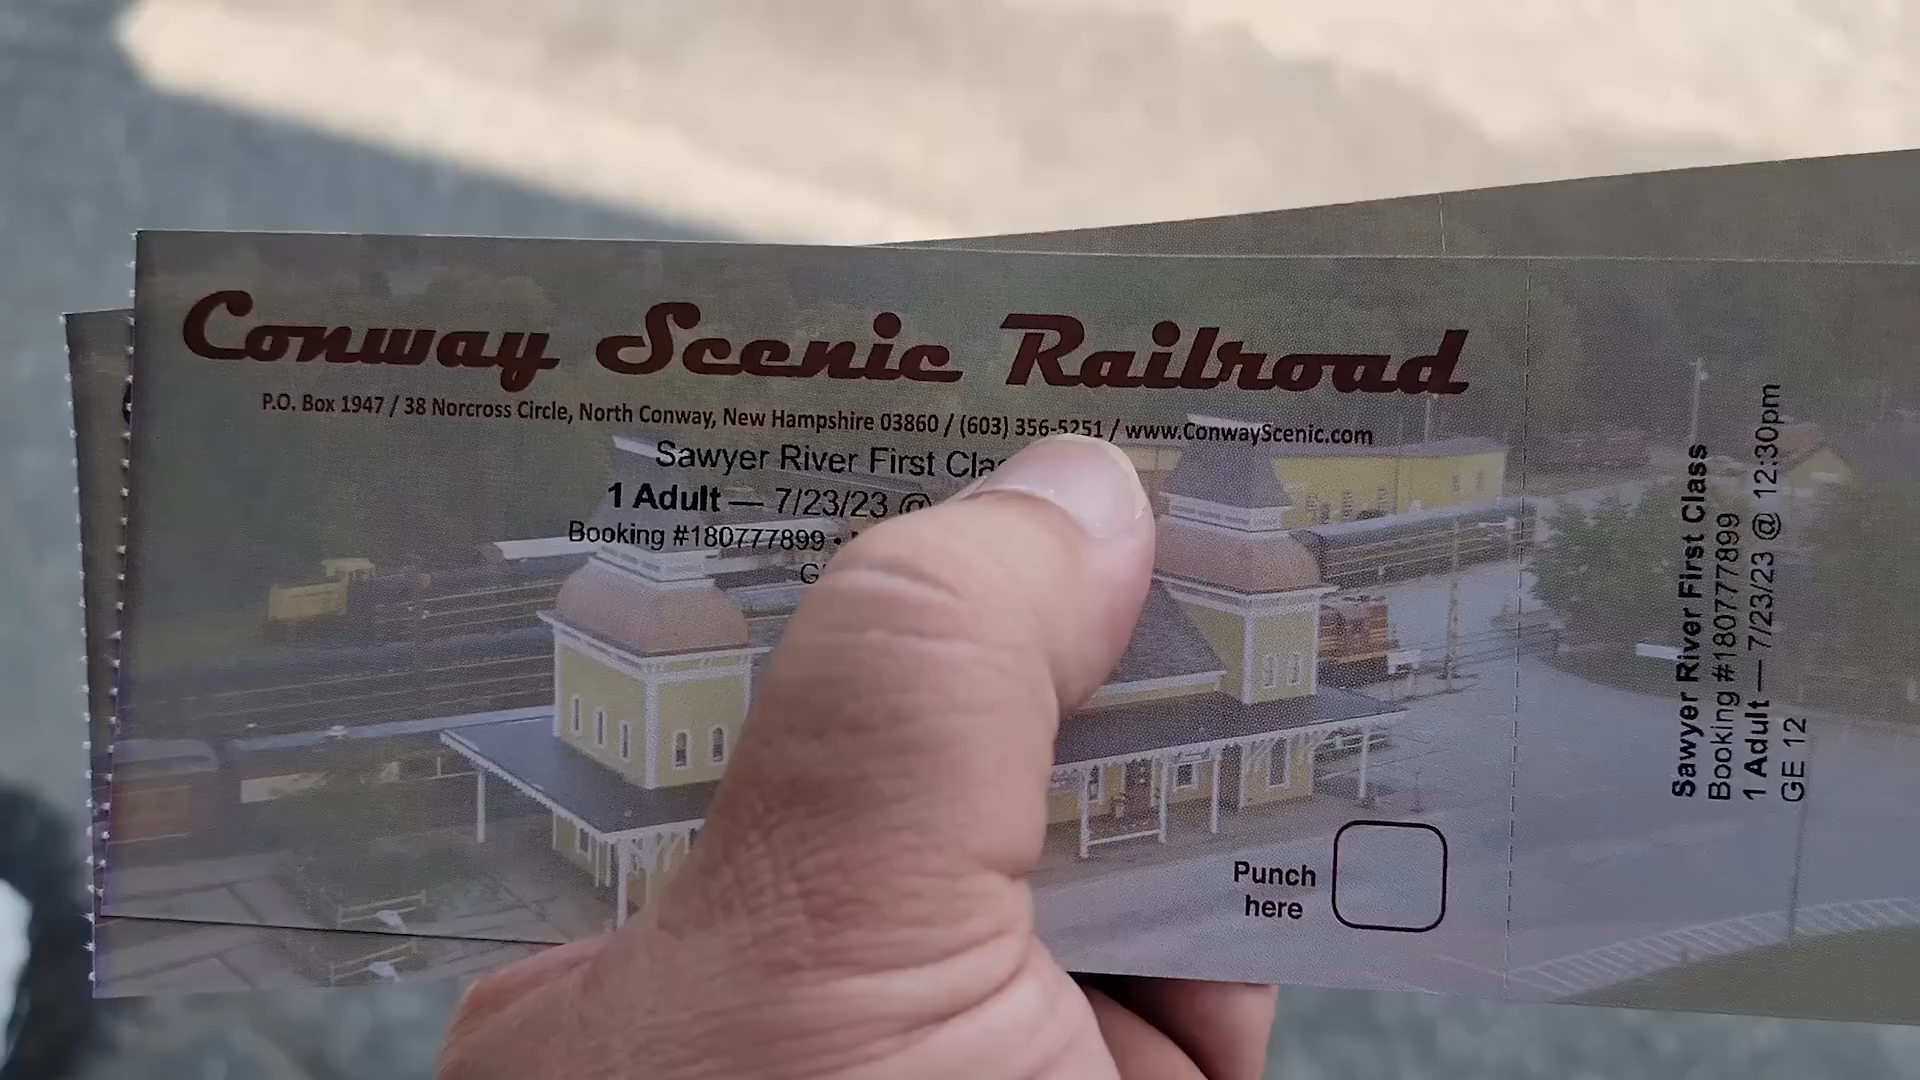 Conway Scenic Railroad
P.O. Box 1947 / 38 Norcross Circle, North Conway, New Hampshire 03860 / (603) 356-5251 / www.ConwayScenic.com
Sawyer River First
1 Adult — 7/23/23 @
Booking #180777899 •
Punch
here
Sawyer River First Class
Booking #180777899
1 Adult — 7/23/23 @ 12:30pm
GE 12